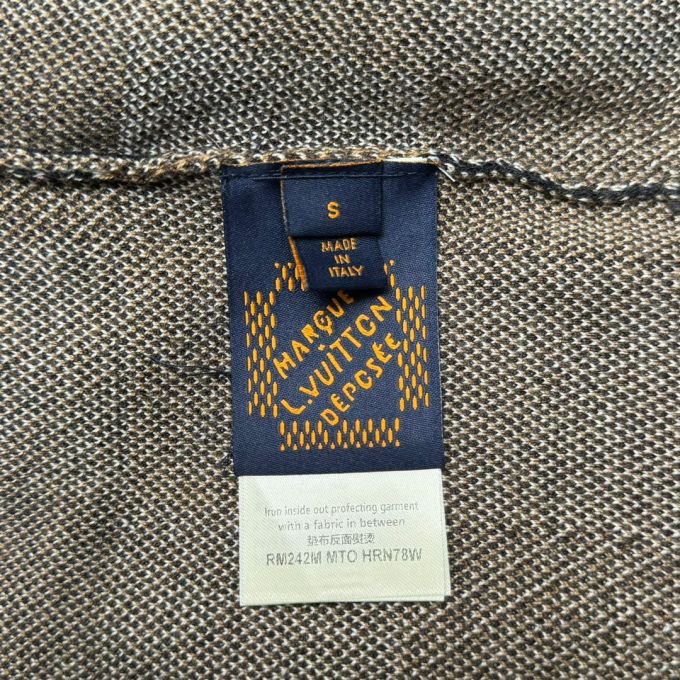 S
MADE
IN
ITALY
MARQUE
L.VUITTON
DÉPOSÉE
Iron inside out protecting garment
with a fabric in between
垫布反面熨烫
RM242M MTO HRN78W